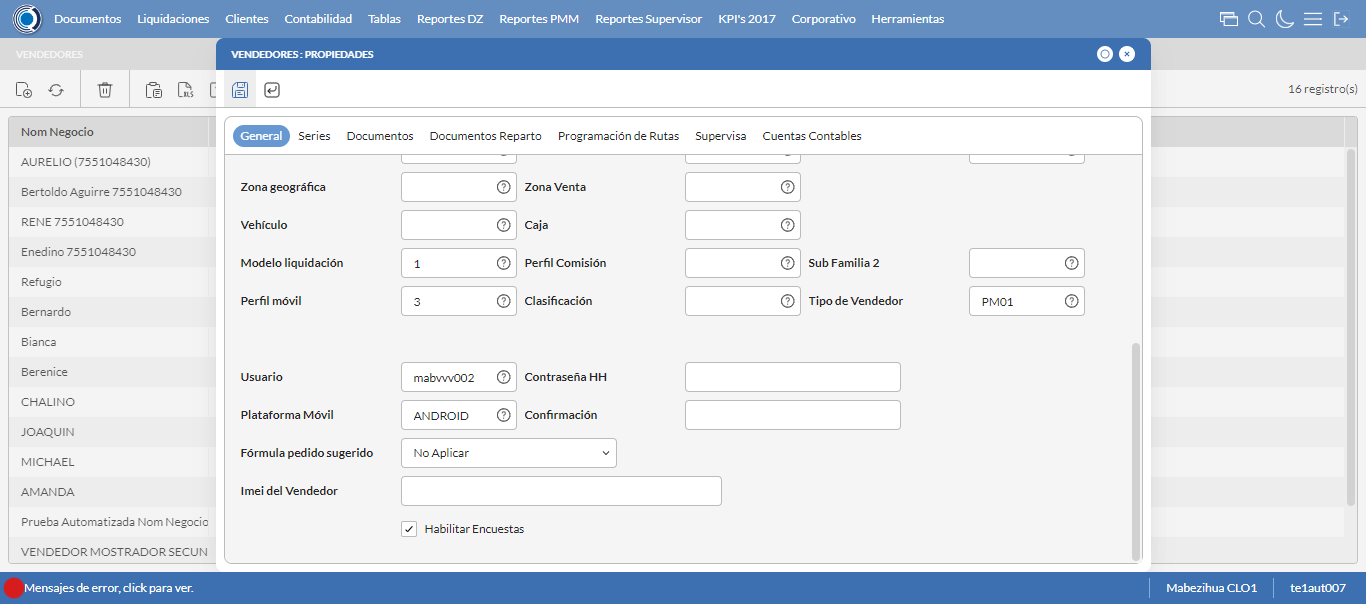 Documentos Liquidaciones Clientes Contabilidad Tablas Reportes DZ Reportes PMM Reportes Supervisor KPI's 2017 Corporativo Herramientas
VENDEDORES
VENDEDORES : PROPIEDADES
XLS
16 registro(s)
General Series Documentos Documentos Reparto Programación de Rutas Supervisa Cuentas Contables
Nom Negocio
AURELIO (7551048430)
Bertoldo Aguirre 7551048430
RENE 7551048430
Enedino 7551048430
Refugio
Bernardo
Bianca
Berenice
CHALINO
JOAQUIN
MICHAEL
AMANDA
Prueba Automatizada Nom Negocio
VENDEDOR MOSTRADOR SECUN
Zona geográfica Zona Venta
Vehículo Caja
Modelo liquidación 1 Perfil Comisión Sub Familia 2
Perfil móvil 3 Clasificación Tipo de Vendedor PM01
Usuario mabvvv002 Contraseña HH
Plataforma Móvil ANDROID Confirmación
Fórmula pedido sugerido No Aplicar
Imei del Vendedor
Habilitar Encuestas
Mensajes de error, click para ver.
Mabezihua CLO1 te1aut007